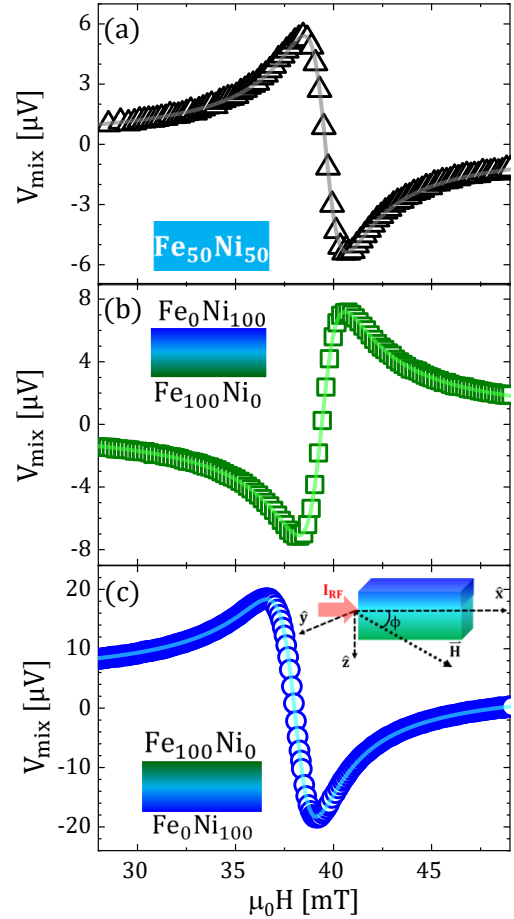 (a)
6
3
0
-3
-6
V_mix [μV]
Fe₅₀Ni₅₀
(b)
8
4
0
-4
-8
V_mix [μV]
Fe₀Ni₁₀₀
Fe₁₀₀Ni₀
(c)
20
10
0
-10
-20
V_mix [μV]
I_RF
x̂
ŷ
ϕ
ẑ
H⃗
Fe₁₀₀Ni₀
Fe₀Ni₁₀₀
30 35 40 45
μ₀H [mT]